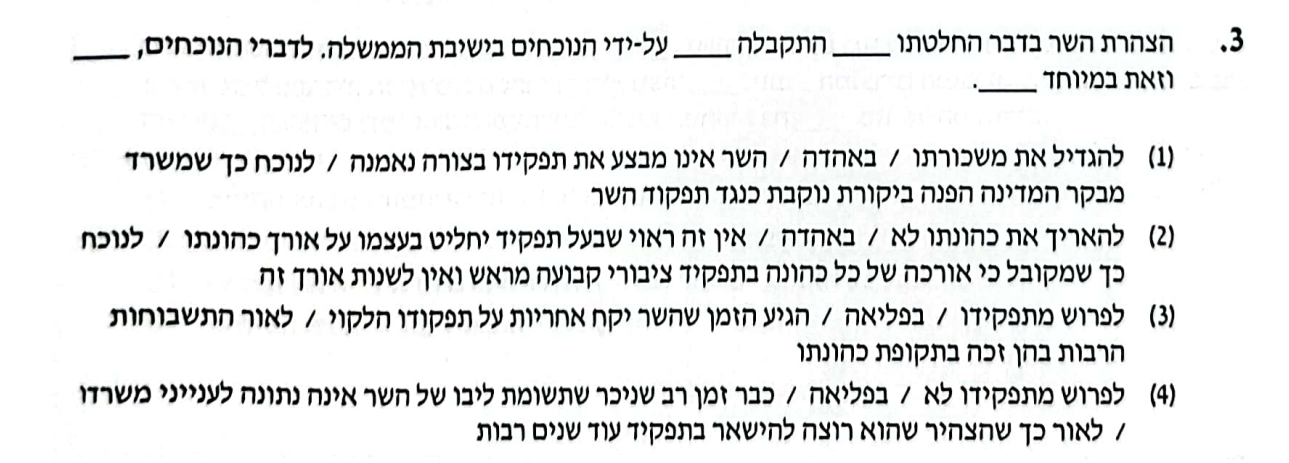 3. הצהרת השר בדבר החלטתו ____ התקבלה ____ על-ידי הנוכחים בישיבת הממשלה. לדברי הנוכחים, ____
וזאת במיוחד ____.
(1) להגדיל את משכורתו / באהדה / השר אינו מבצע את תפקידו בצורה נאמנה / לנוכח כך שמשרד
מבקר המדינה הפנה ביקורת נוקבת כנגד תפקוד השר
(2) להאריך את כהונתו לא / באהדה / אין זה ראוי שבעל תפקיד יחליט בעצמו על אורך כהונתו / לנוכח
כך שמקובל כי אורכה של כל כהונה בתפקיד ציבורי קבועה מראש ואין לשנות אורך זה
(3) לפרוש מתפקידו / בפליאה / הגיע הזמן שהשר יקח אחריות על תפקודו הלקוי / לאור התשבוחות
הרבות בהן זכה בתקופת כהונתו
(4) לפרוש מתפקידו לא / בפליאה / כבר זמן רב שניכר שתשומת ליבו של השר אינה נתונה לענייני משרדו
/ לאור כך שהצהיר שהוא רוצה להישאר בתפקיד עוד שנים רבות